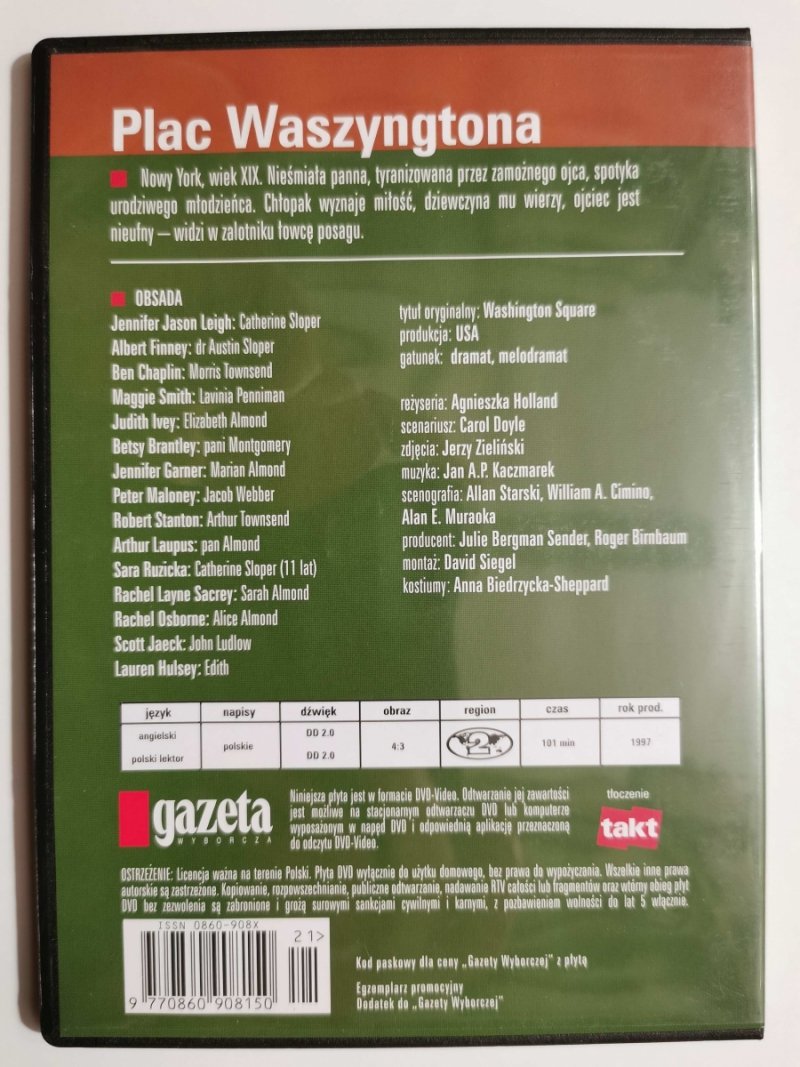 Plac Waszyngtona
Nowy York, wiek XIX. Nieśmiała panna, tyranizowana przez zamożnego ojca, spotyka
urodziwego młodzieńca. Chłopak wyznaje miłość, dziewczyna mu wierzy, ojciec jest
nieufny – widzi w zalotniku łowcę posagu.
OBSADA
Jennifer Jason Leigh: Catherine Sloper
Albert Finney: dr Austin Sloper
Ben Chaplin: Morris Townsend
Maggie Smith: Lavinia Penniman
Judith Ivey: Elizabeth Almond
Betsy Brantley: pani Montgomery
Jennifer Garner: Marian Almond
Peter Maloney: Jacob Webber
Robert Stanton: Arthur Townsend
Arthur Laupus: pan Almond
Sara Ruzicka: Catherine Sloper (11 lat)
Rachel Layne Sacrey: Sarah Almond
Rachel Osborne: Alice Almond
Scott Jaeck: John Ludlow
Lauren Hulsey: Edith
tytuł oryginalny: Washington Square
produkcja: USA
gatunek: dramat, melodramat
reżyseria: Agnieszka Holland
scenariusz: Carol Doyle
zdjęcia: Jerzy Zieliński
muzyka: Jan A.P. Kaczmarek
scenografia: Allan Starski, William A. Cimino,
Alan E. Muraoka
producent: Julie Bergman Sender, Roger Birnbaum
montaż: David Siegel
kostiumy: Anna Biedrzycka-Sheppard
język napisy dźwięk obraz region czas rok prod.
angielski DD 2.0
polskie 4:3 2 101 min 1997
polski lektor DD 2.0
gazeta
WYBORCZA
Niniejsza płyta jest w formacie DVD-Video. Odtwarzanie jej zawartości
jest możliwe na stacjonarnym odtwarzaczu DVD lub komputerze
wyposażonym w napęd DVD i odpowiednią aplikację przeznaczoną
do odczytu DVD-Video.
tłoczenie
takt
OSTRZEŻENIE: Licencja ważna na terenie Polski. Płyta DVD wyłącznie do użytku domowego, bez prawa do wypożyczania. Wszelkie inne prawa
autorskie są zastrzeżone. Kopiowanie, rozpowszechnianie, publiczne odtwarzanie, nadawanie RTV całości lub fragmentów oraz wtórny obieg płyt
DVD bez zezwolenia są zabronione i grożą surowymi sankcjami cywilnymi i karnymi, z pozbawieniem wolności do lat 5 włącznie.
ISSN 0860-908X
21>
9 770860 908150
Kod paskowy dla ceny „Gazety Wyborczej” z płytą
Egzemplarz promocyjny
Dodatek do „Gazety Wyborczej”